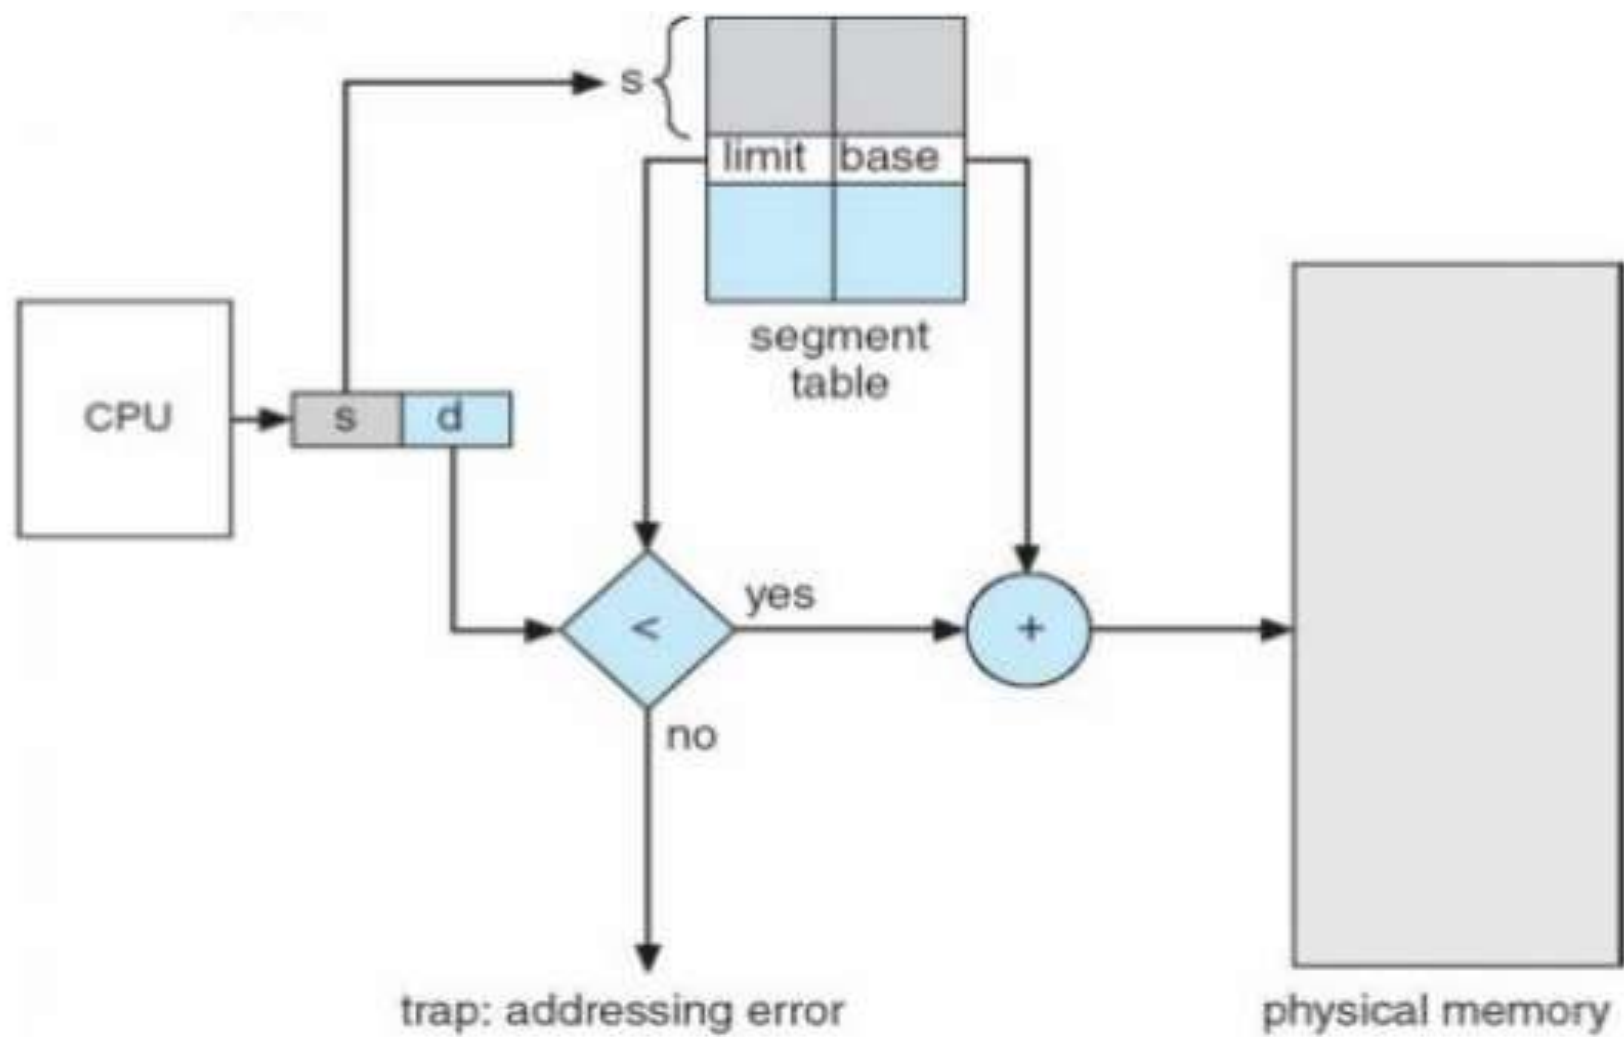 s
limit base
segment
table
CPU
s d
yes
<
+
no
trap: addressing error
physical memory